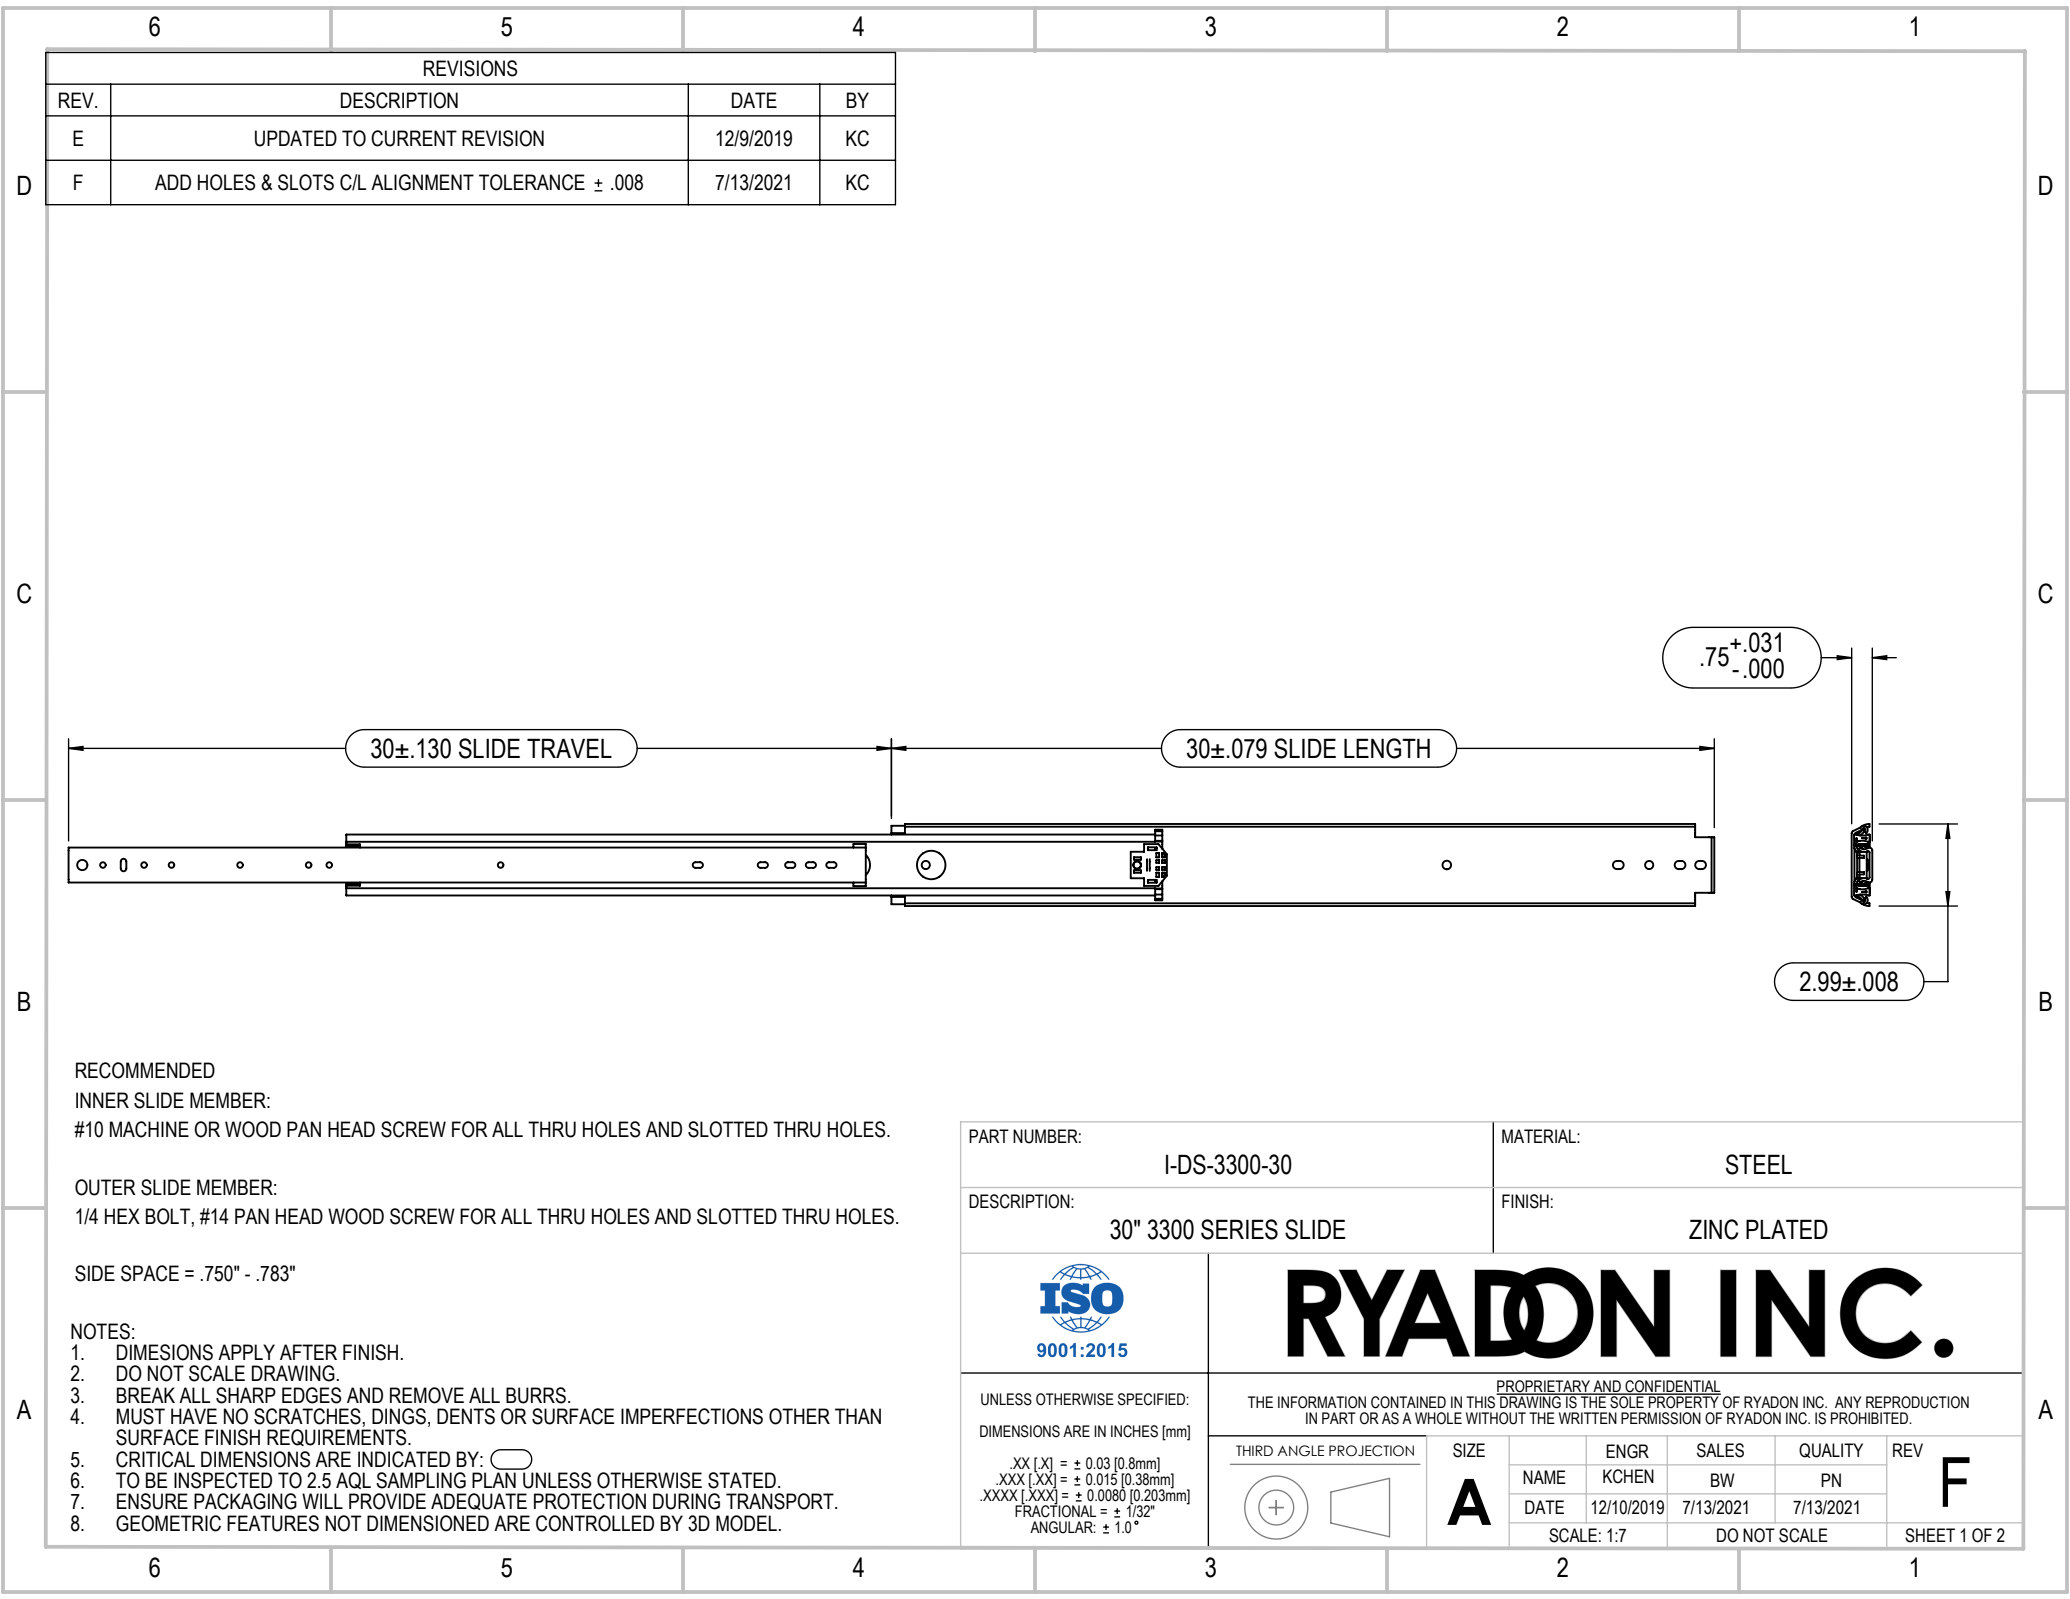 6 5 4 3 2 1
REVISIONS
REV. DESCRIPTION DATE BY
E UPDATED TO CURRENT REVISION 12/9/2019 KC
F ADD HOLES & SLOTS C/L ALIGNMENT TOLERANCE ± .008 7/13/2021 KC
D D
C C
.75 +.031
-.000
30±.130 SLIDE TRAVEL 30±.079 SLIDE LENGTH
2.99±.008
B B
RECOMMENDED
INNER SLIDE MEMBER:
#10 MACHINE OR WOOD PAN HEAD SCREW FOR ALL THRU HOLES AND SLOTTED THRU HOLES.
OUTER SLIDE MEMBER:
1/4 HEX BOLT, #14 PAN HEAD WOOD SCREW FOR ALL THRU HOLES AND SLOTTED THRU HOLES.
SIDE SPACE = .750" - .783"
NOTES:
1. DIMESIONS APPLY AFTER FINISH.
2. DO NOT SCALE DRAWING.
3. BREAK ALL SHARP EDGES AND REMOVE ALL BURRS.
4. MUST HAVE NO SCRATCHES, DINGS, DENTS OR SURFACE IMPERFECTIONS OTHER THAN
SURFACE FINISH REQUIREMENTS.
5. CRITICAL DIMENSIONS ARE INDICATED BY:
6. TO BE INSPECTED TO 2.5 AQL SAMPLING PLAN UNLESS OTHERWISE STATED.
7. ENSURE PACKAGING WILL PROVIDE ADEQUATE PROTECTION DURING TRANSPORT.
8. GEOMETRIC FEATURES NOT DIMENSIONED ARE CONTROLLED BY 3D MODEL.
A A
PART NUMBER:
I-DS-3300-30
MATERIAL:
STEEL
DESCRIPTION:
30" 3300 SERIES SLIDE
FINISH:
ZINC PLATED
ISO
9001:2015
RYADON INC.
UNLESS OTHERWISE SPECIFIED:
DIMENSIONS ARE IN INCHES [mm]
.XX [.X] = ± 0.03 [0.8mm]
.XXX [.XX] = ± 0.015 [0.38mm]
.XXXX [.XXX] = ± 0.0080 [0.203mm]
FRACTIONAL = ± 1/32"
ANGULAR: ± 1.0°
PROPRIETARY AND CONFIDENTIAL
THE INFORMATION CONTAINED IN THIS DRAWING IS THE SOLE PROPERTY OF RYADON INC. ANY REPRODUCTION
IN PART OR AS A WHOLE WITHOUT THE WRITTEN PERMISSION OF RYADON INC. IS PROHIBITED.
THIRD ANGLE PROJECTION
SIZE
A
ENGR SALES QUALITY
NAME KCHEN BW PN
DATE 12/10/2019 7/13/2021 7/13/2021
REV
F
SCALE: 1:7 DO NOT SCALE SHEET 1 OF 2
6 5 4 3 2 1